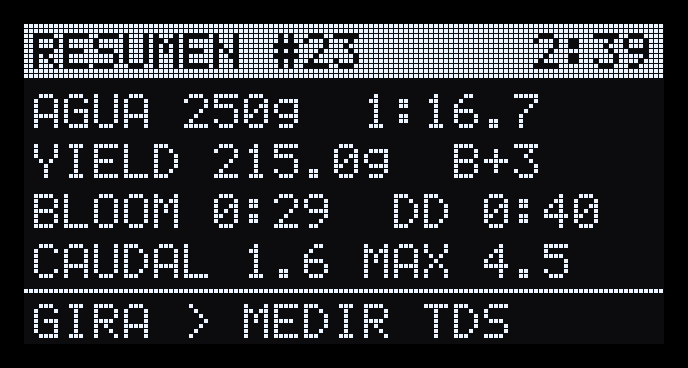 RESUMEN #23 2:39
AGUA 250g 1:16.7
YIELD 215.0g B+3
BLOOM 0:29 DD 0:40
CAUDAL 1.6 MAX 4.5
GIRA > MEDIR TDS